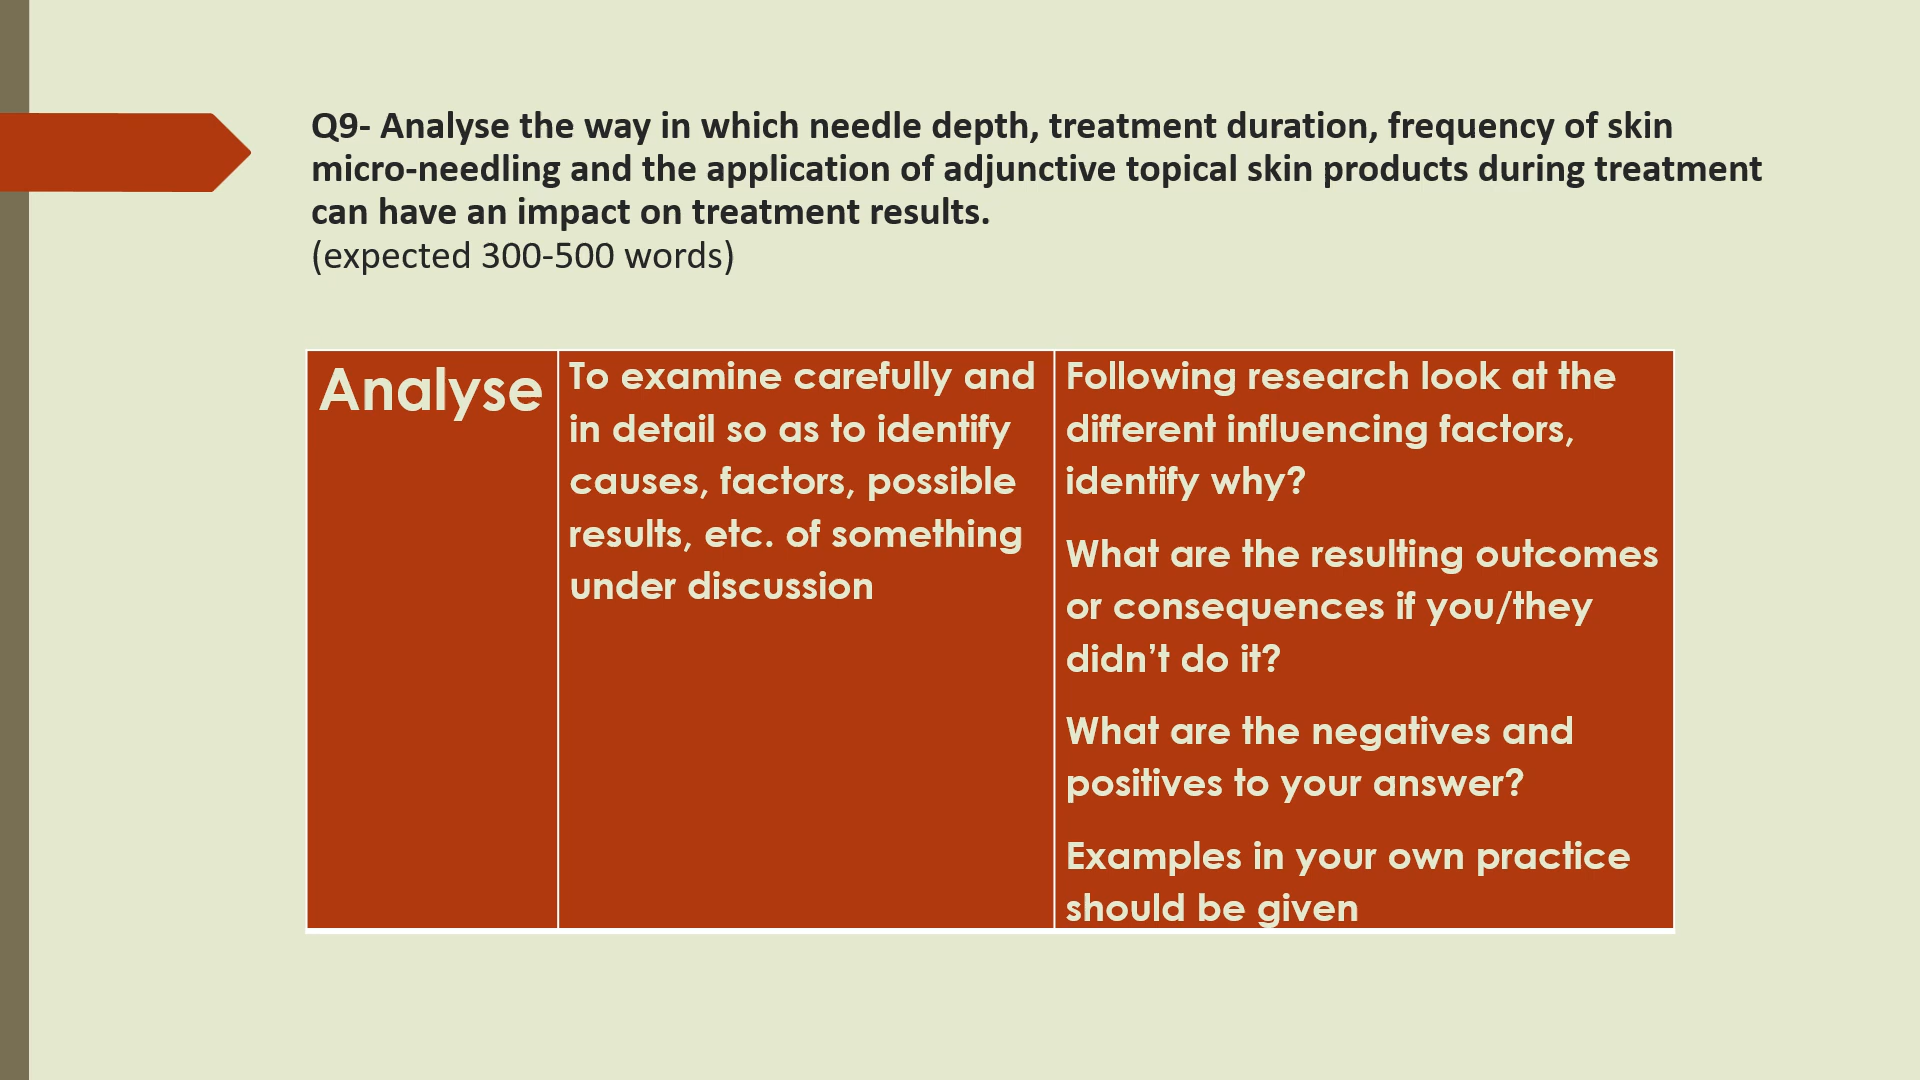 Q9- Analyse the way in which needle depth, treatment duration, frequency of skin
micro-needling and the application of adjunctive topical skin products during treatment
can have an impact on treatment results.
(expected 300-500 words)
Analyse
To examine carefully and
in detail so as to identify
causes, factors, possible
results, etc. of something
under discussion
Following research look at the
different influencing factors,
identify why?
What are the resulting outcomes
or consequences if you/they
didn’t do it?
What are the negatives and
positives to your answer?
Examples in your own practice
should be given